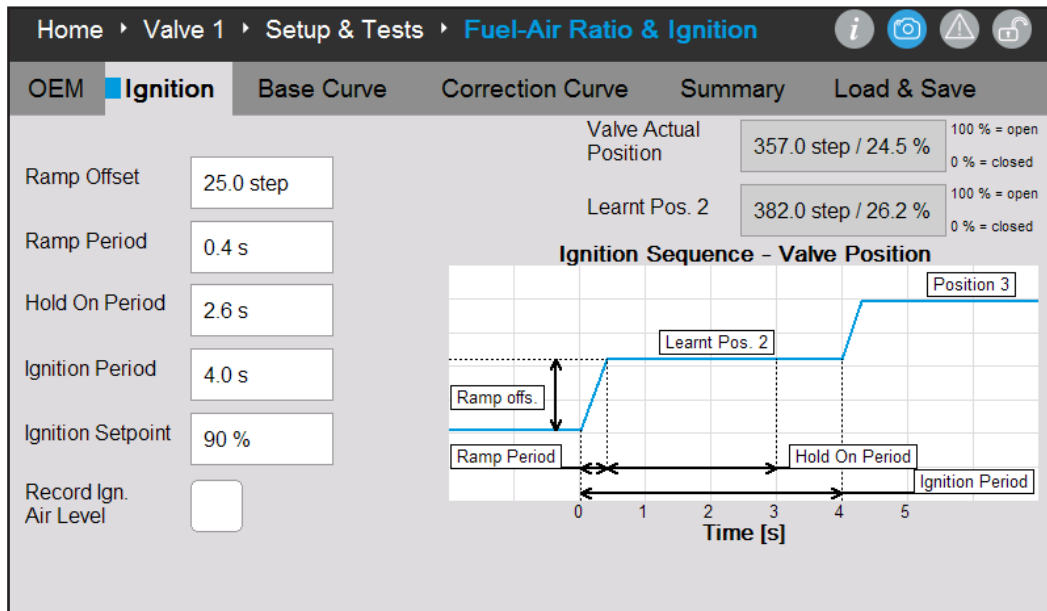 Home ‣ Valve 1 ‣ Setup & Tests ‣ Fuel-Air Ratio & Ignition
i
OEM Ignition Base Curve Correction Curve Summary Load & Save
Ramp Offset 25.0 step
Ramp Period 0.4 s
Hold On Period 2.6 s
Ignition Period 4.0 s
Ignition Setpoint 90 %
Record Ign.
Air Level
Valve Actual
Position
357.0 step / 24.5 %
100 % = open
0 % = closed
Learnt Pos. 2 382.0 step / 26.2 %
100 % = open
0 % = closed
Ignition Sequence - Valve Position
Position 3
Learnt Pos. 2
Ramp offs.
Ramp Period Hold On Period
Ignition Period
0 1 2 3 4 5
Time [s]